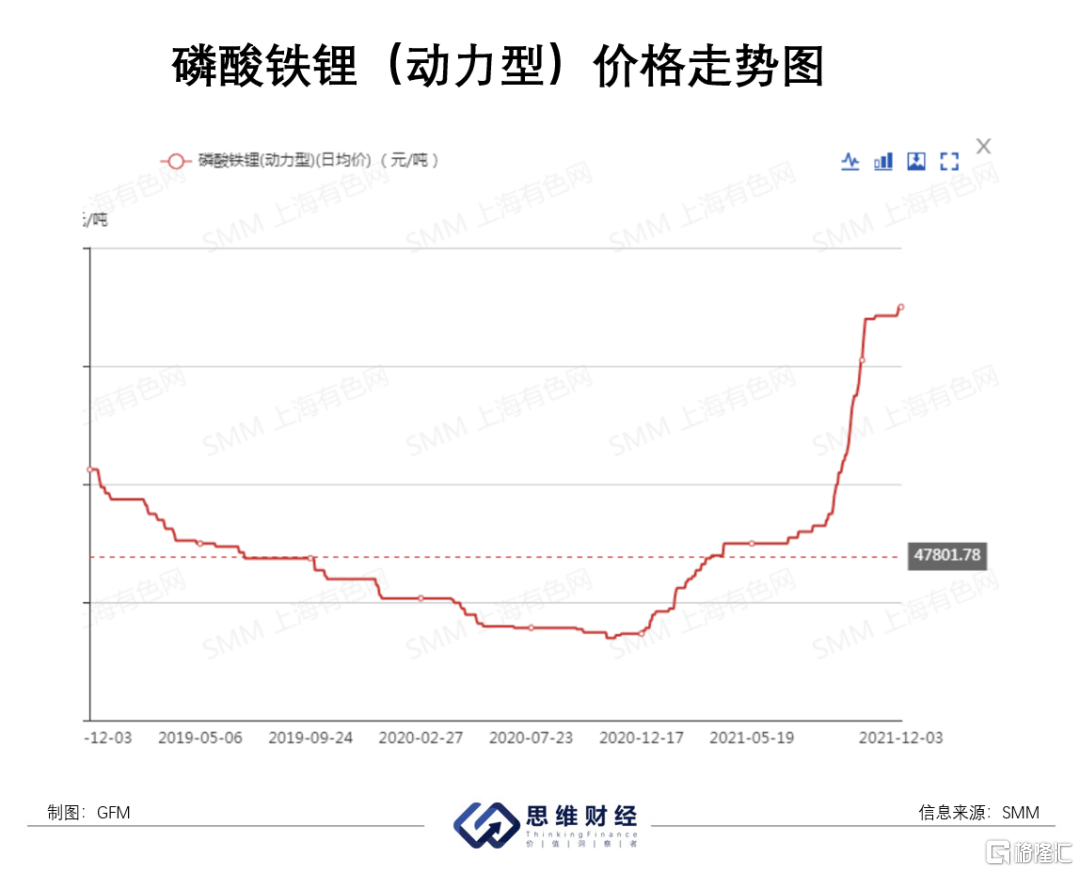 磷酸铁锂（动力型）价格走势图
磷酸铁锂(动力型)(日均价)（元/吨）
X
/吨
SMM 上海有色网
47801.78
-12-03 2019-05-06 2019-09-24 2020-02-27 2020-07-23 2020-12-17 2021-05-19 2021-12-03
制图：GFM
思维财经
ThinkingFinance
价 | 值 | 洞 | 察 | 者
信息来源：SMM
格隆汇